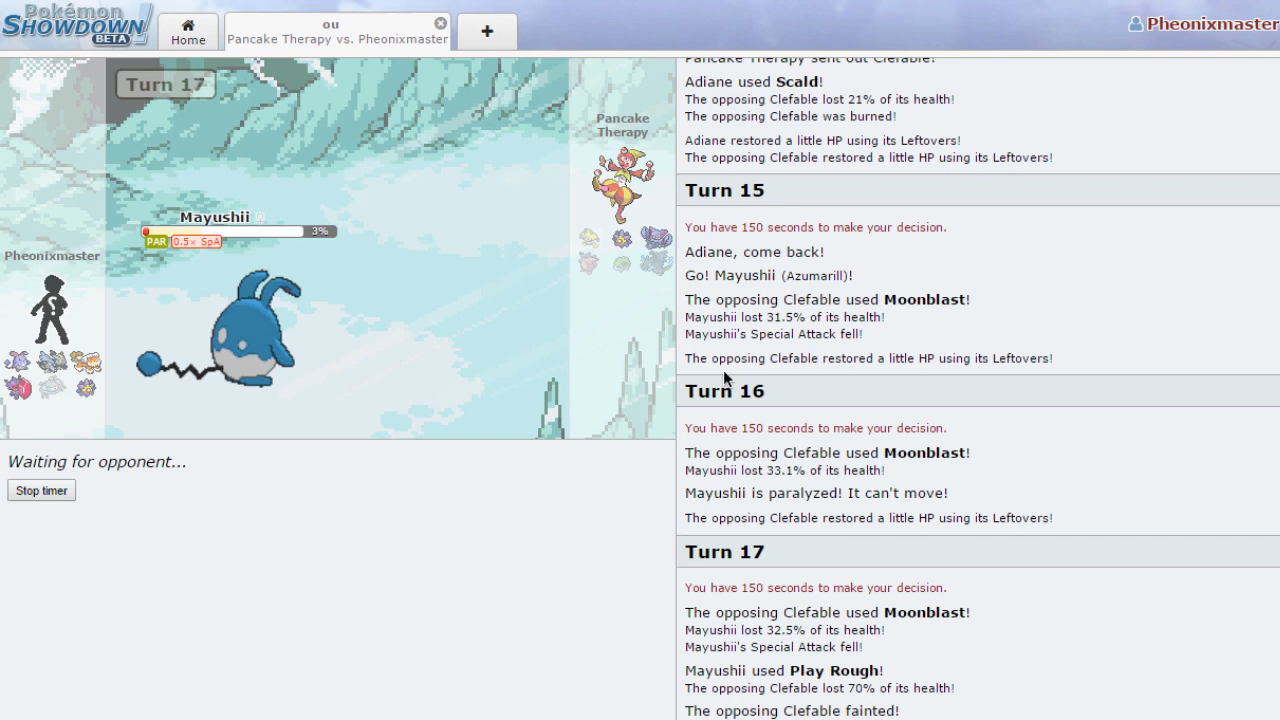 Pokémon
SHOWDOWN!
BETA
Home
ou
Pancake Therapy vs. Pheonixmaster
+
Pheonixmaster
Turn 17
Pancake
Therapy
Mayushii
3%
PAR
0.5× SpA
Pheonixmaster
Waiting for opponent...
Stop timer
Pancake Therapy sent out Clefable!
Adiane used Scald!
The opposing Clefable lost 21% of its health!
The opposing Clefable was burned!
Adiane restored a little HP using its Leftovers!
The opposing Clefable restored a little HP using its Leftovers!
Turn 15
You have 150 seconds to make your decision.
Adiane, come back!
Go! Mayushii (Azumarill)!
The opposing Clefable used Moonblast!
Mayushii lost 31.5% of its health!
Mayushii's Special Attack fell!
The opposing Clefable restored a little HP using its Leftovers!
Turn 16
You have 150 seconds to make your decision.
The opposing Clefable used Moonblast!
Mayushii lost 33.1% of its health!
Mayushii is paralyzed! It can't move!
The opposing Clefable restored a little HP using its Leftovers!
Turn 17
You have 150 seconds to make your decision.
The opposing Clefable used Moonblast!
Mayushii lost 32.5% of its health!
Mayushii's Special Attack fell!
Mayushii used Play Rough!
The opposing Clefable lost 70% of its health!
The opposing Clefable fainted!